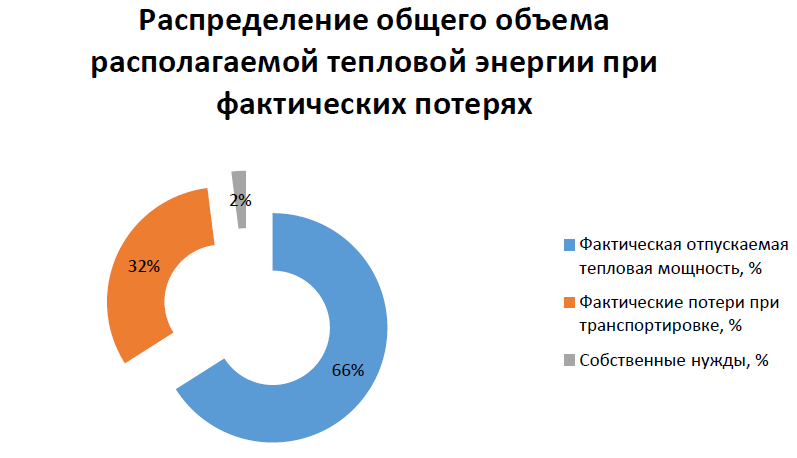 Распределение общего объема
располагаемой тепловой энергии при
фактических потерях
2%
32%
66%
Фактическая отпускаемая
тепловая мощность, %
Фактические потери при
транспортировке, %
Собственные нужды, %